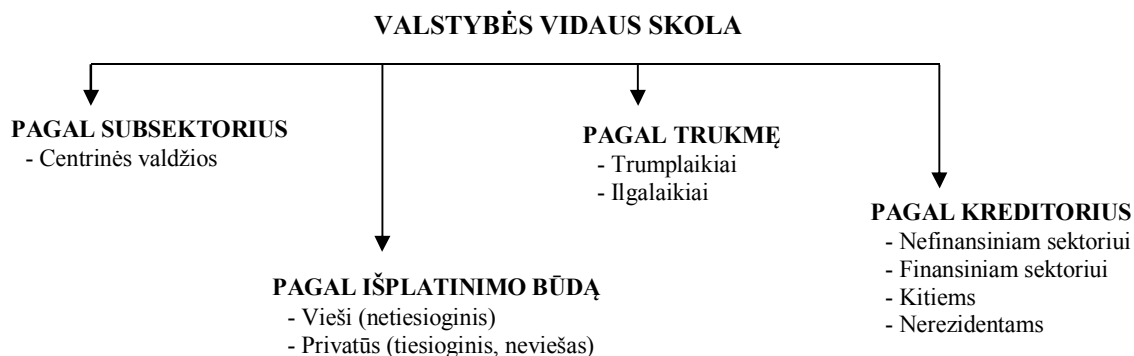 VALSTYBĖS VIDAUS SKOLA
PAGAL SUBSEKTORIUS
- Centrinės valdžios
PAGAL IŠPLATINIMO BŪDĄ
- Vieši (netiesioginis)
- Privatūs (tiesioginis, neviešas)
PAGAL TRUKMĘ
- Trumplaikiai
- Ilgalaikiai
PAGAL KREDITORIUS
- Nefinansiniam sektoriui
- Finansiniam sektoriui
- Kitiems
- Nerezidentams